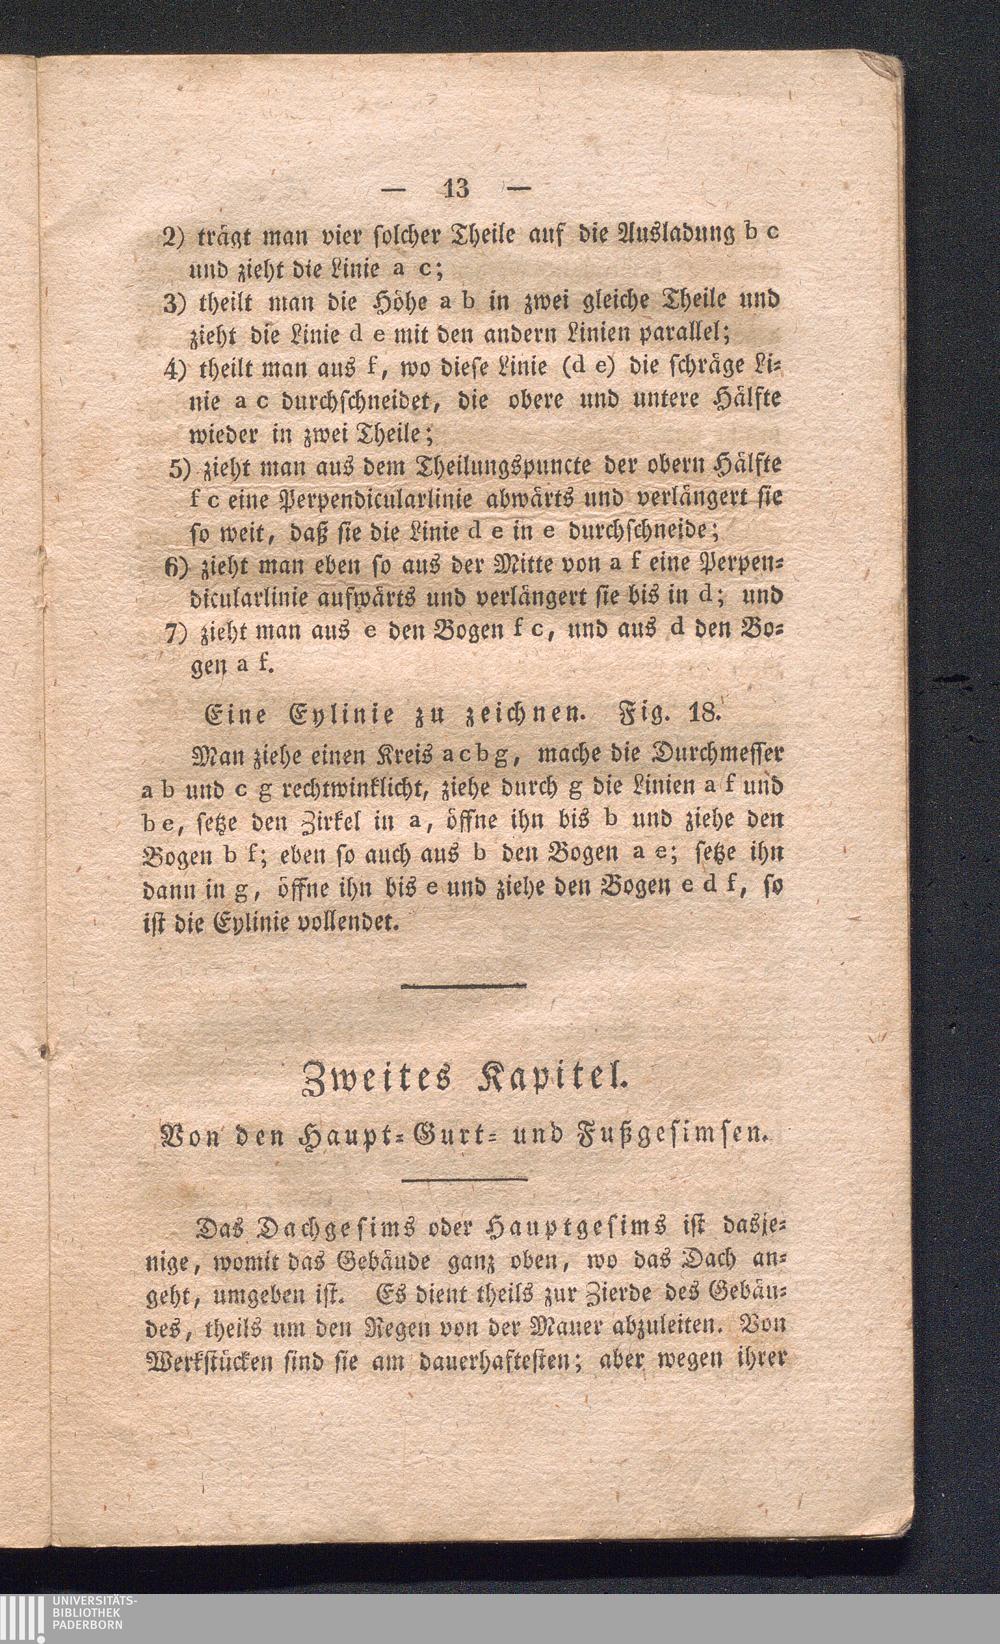 — 13 —
2) trägt man vier solcher Theile auf die Ausladung b c
und zieht die Linie a c;
3) theilt man die Höhe a b in zwei gleiche Theile und
zieht die Linie d e mit den andern Linien parallel;
4) theilt man aus f, wo diese Linie (d e) die schräge Li=
nie a c durchschneidet, die obere und untere Hälfte
wieder in zwei Theile;
5) zieht man aus dem Theilungspuncte der obern Hälfte
f c eine Perpendicularlinie abwärts und verlängert sie
so weit, daß sie die Linie d e in e durchschneide;
6) zieht man eben so aus der Mitte von a f eine Perpen=
dicularlinie aufwärts und verlängert sie bis in d; und
7) zieht man aus e den Bogen f c, und aus d den Bo=
gen a f.
Eine Eylinie zu zeichnen. Fig. 18.
Man ziehe einen Kreis a c b g, mache die Durchmesser
a b und c g rechtwinklicht, ziehe durch g die Linien a f und
b e, setze den Zirkel in a, öffne ihn bis b und ziehe den
Bogen b f; eben so auch aus b den Bogen a e; setze ihn
dann in g, öffne ihn bis e und ziehe den Bogen e d f, so
ist die Eylinie vollendet.
Zweites Kapitel.
Von den Haupt= Gurt= und Fußgesimsen.
Das Dachgesims oder Hauptgesims ist dasje=
nige, womit das Gebäude ganz oben, wo das Dach an=
geht, umgeben ist. Es dient theils zur Zierde des Gebäu=
des, theils um den Regen von der Mauer abzuleiten. Von
Werkstücken sind sie am dauerhaftesten; aber wegen ihrer
UNIVERSITÄTS-
BIBLIOTHEK
PADERBORN